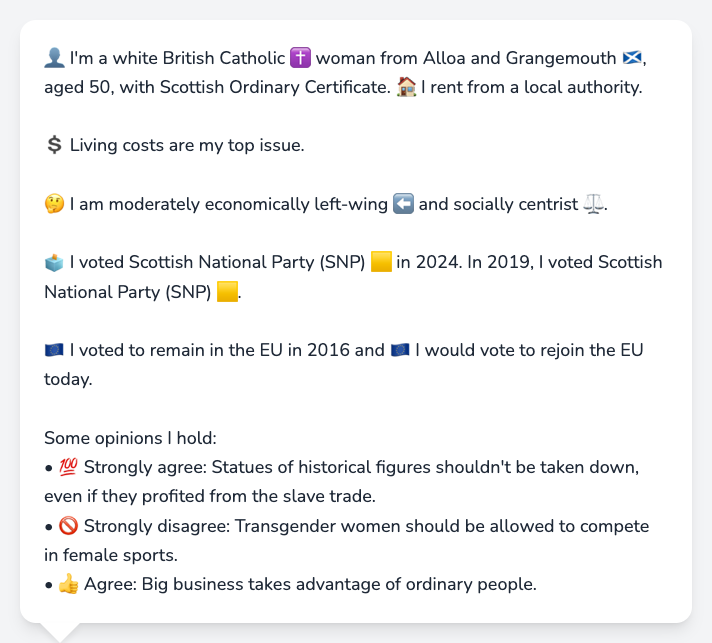 👤 I'm a white British Catholic ✝️ woman from Alloa and Grangemouth 🏴󠁧󠁢󠁳󠁣󠁴󠁿,
aged 50, with Scottish Ordinary Certificate. 🏠 I rent from a local authority.
💲 Living costs are my top issue.
🤔 I am moderately economically left-wing ⬅️ and socially centrist ⚖️.
🗳️ I voted Scottish National Party (SNP) 🟨 in 2024. In 2019, I voted Scottish
National Party (SNP) 🟨.
🇪🇺 I voted to remain in the EU in 2016 and 🇪🇺 I would vote to rejoin the EU
today.
Some opinions I hold:
• 💯 Strongly agree: Statues of historical figures shouldn't be taken down,
even if they profited from the slave trade.
• 🚫 Strongly disagree: Transgender women should be allowed to compete
in female sports.
• 👍 Agree: Big business takes advantage of ordinary people.